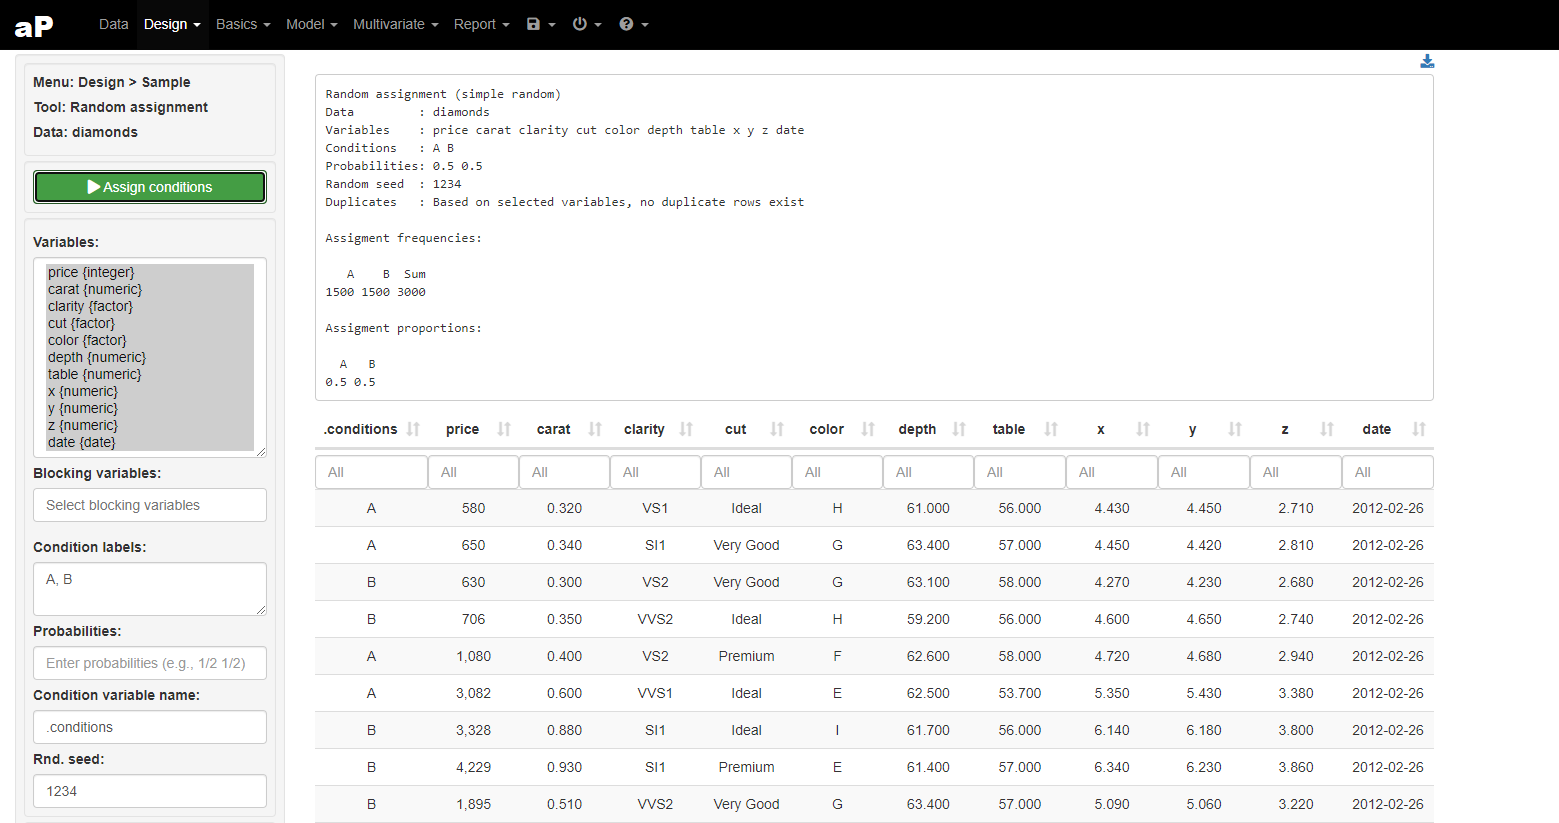 aP Data Design Basics Model Multivariate Report
Menu: Design > Sample
Tool: Random assignment
Data: diamonds
Assign conditions
Variables:
price {integer}
carat {numeric}
clarity {factor}
cut {factor}
color {factor}
depth {numeric}
table {numeric}
x {numeric}
y {numeric}
z {numeric}
date {date}
Blocking variables:
Select blocking variables
Condition labels:
A, B
Probabilities:
Enter probabilities (e.g., 1/2 1/2)
Condition variable name:
.conditions
Rnd. seed:
1234
Random assignment (simple random)
Data : diamonds
Variables : price carat clarity cut color depth table x y z date
Conditions : A B
Probabilities: 0.5 0.5
Random seed : 1234
Duplicates : Based on selected variables, no duplicate rows exist
Assigment frequencies:
A B Sum
1500 1500 3000
Assigment proportions:
A B
0.5 0.5
.conditions price carat clarity cut color depth table x y z date
All All All All All All All All All All All All
A 580 0.320 VS1 Ideal H 61.000 56.000 4.430 4.450 2.710 2012-02-26
A 650 0.340 SI1 Very Good G 63.400 57.000 4.450 4.420 2.810 2012-02-26
B 630 0.300 VS2 Very Good G 63.100 58.000 4.270 4.230 2.680 2012-02-26
B 706 0.350 VVS2 Ideal H 59.200 56.000 4.600 4.650 2.740 2012-02-26
A 1,080 0.400 VS2 Premium F 62.600 58.000 4.720 4.680 2.940 2012-02-26
A 3,082 0.600 VVS1 Ideal E 62.500 53.700 5.350 5.430 3.380 2012-02-26
B 3,328 0.880 SI1 Ideal I 61.700 56.000 6.140 6.180 3.800 2012-02-26
B 4,229 0.930 SI1 Premium E 61.400 57.000 6.340 6.230 3.860 2012-02-26
B 1,895 0.510 VVS2 Very Good G 63.400 57.000 5.090 5.060 3.220 2012-02-26